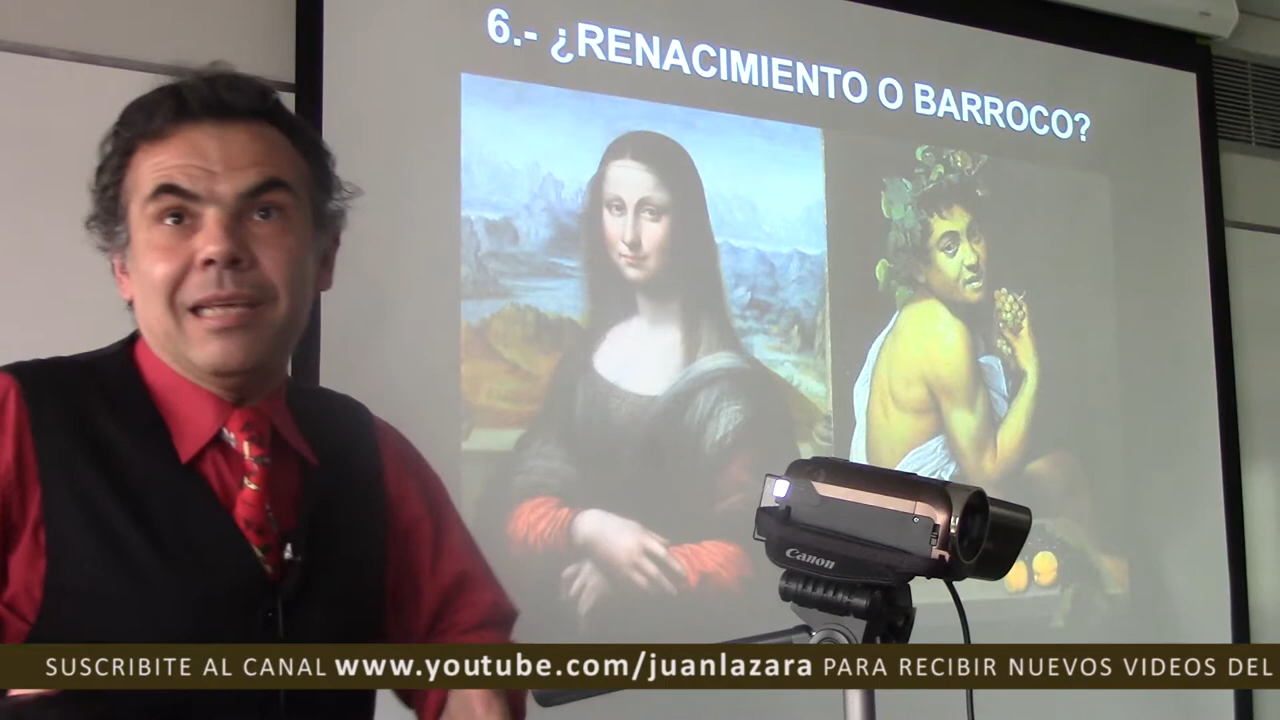 6.- ¿RENACIMIENTO O BARROCO?
Canon
SUSCRIBITE AL CANAL www.youtube.com/juanlazara PARA RECIBIR NUEVOS VIDEOS DEL